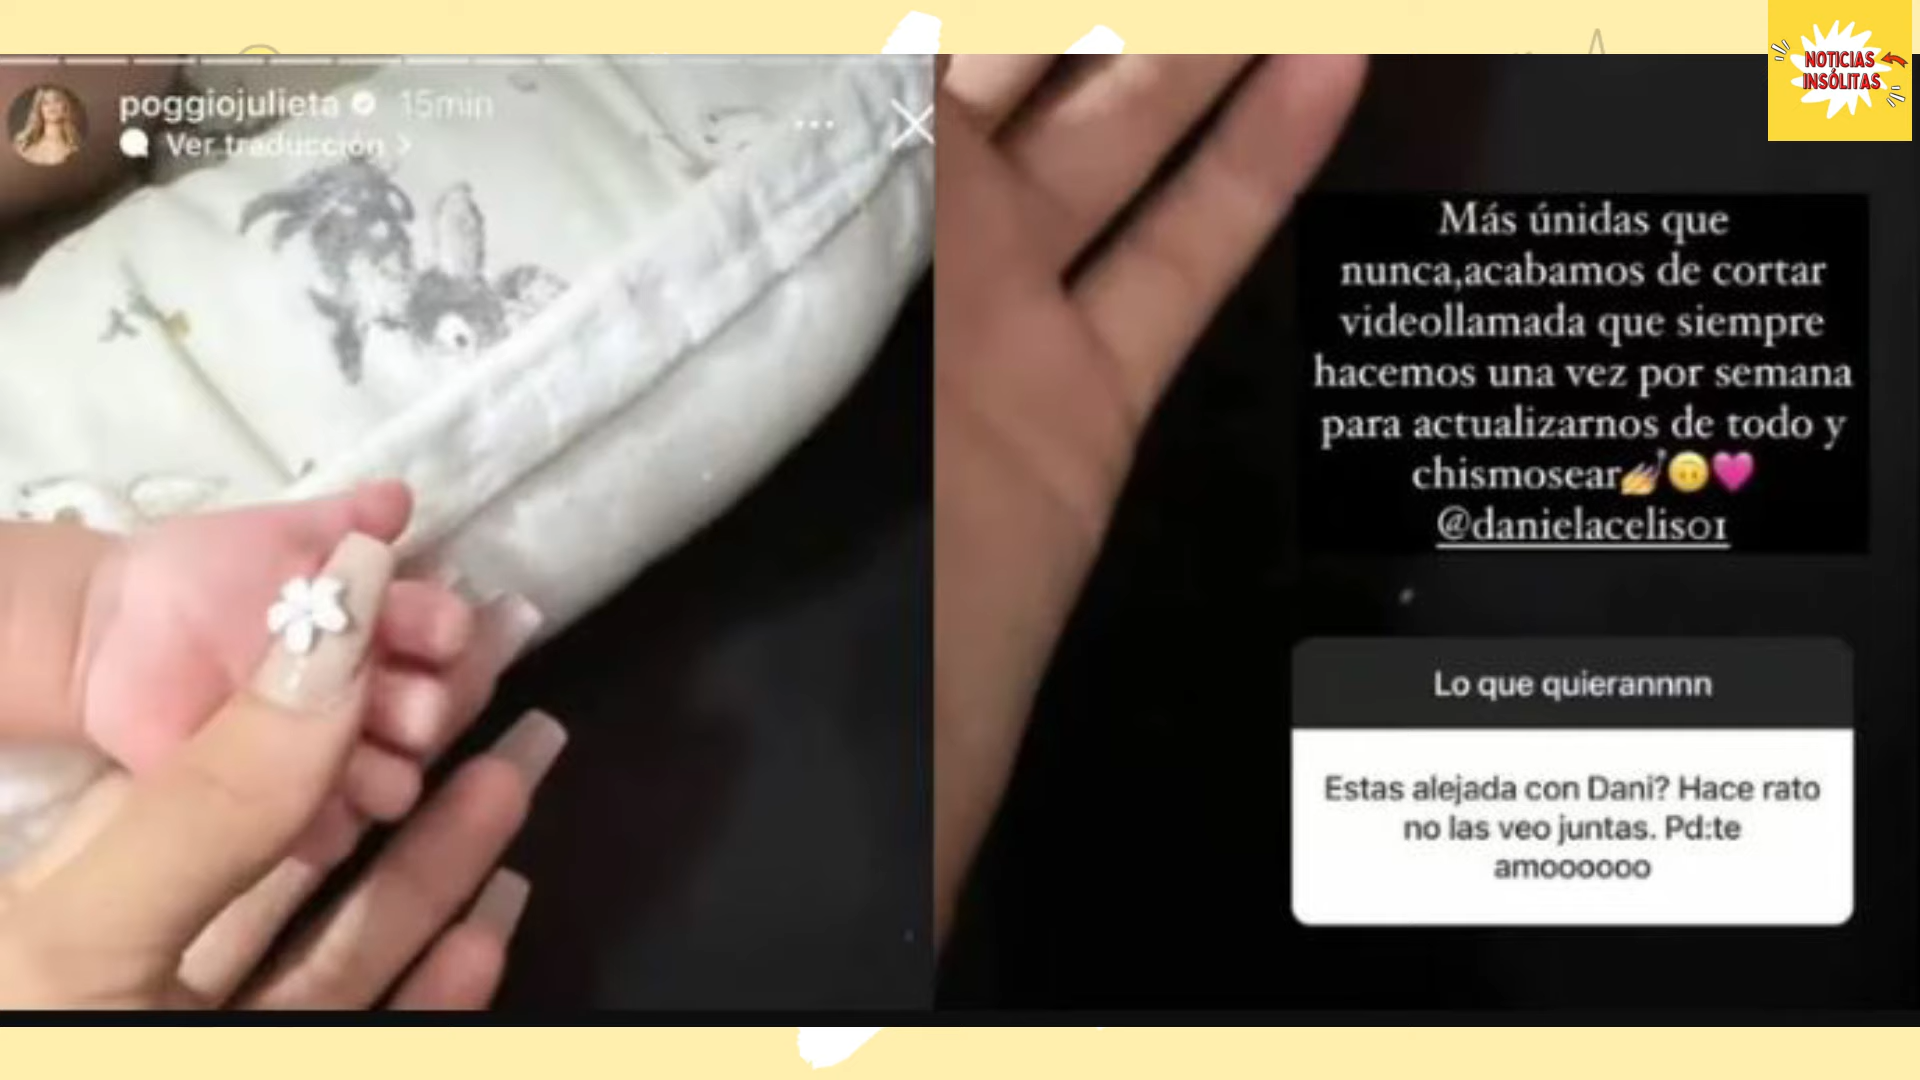 NOTICIAS
INSÓLITAS
poggiojulieta 15min
Ver traducción >
Más únidas que
nunca,acabamos de cortar
videollamada que siempre
hacemos una vez por semana
para actualizarnos de todo y
chismosear💅🙃💗
@danielacelis01
Lo que quierannnn
Estas alejada con Dani? Hace rato
no las veo juntas. Pd:te
amoooooo